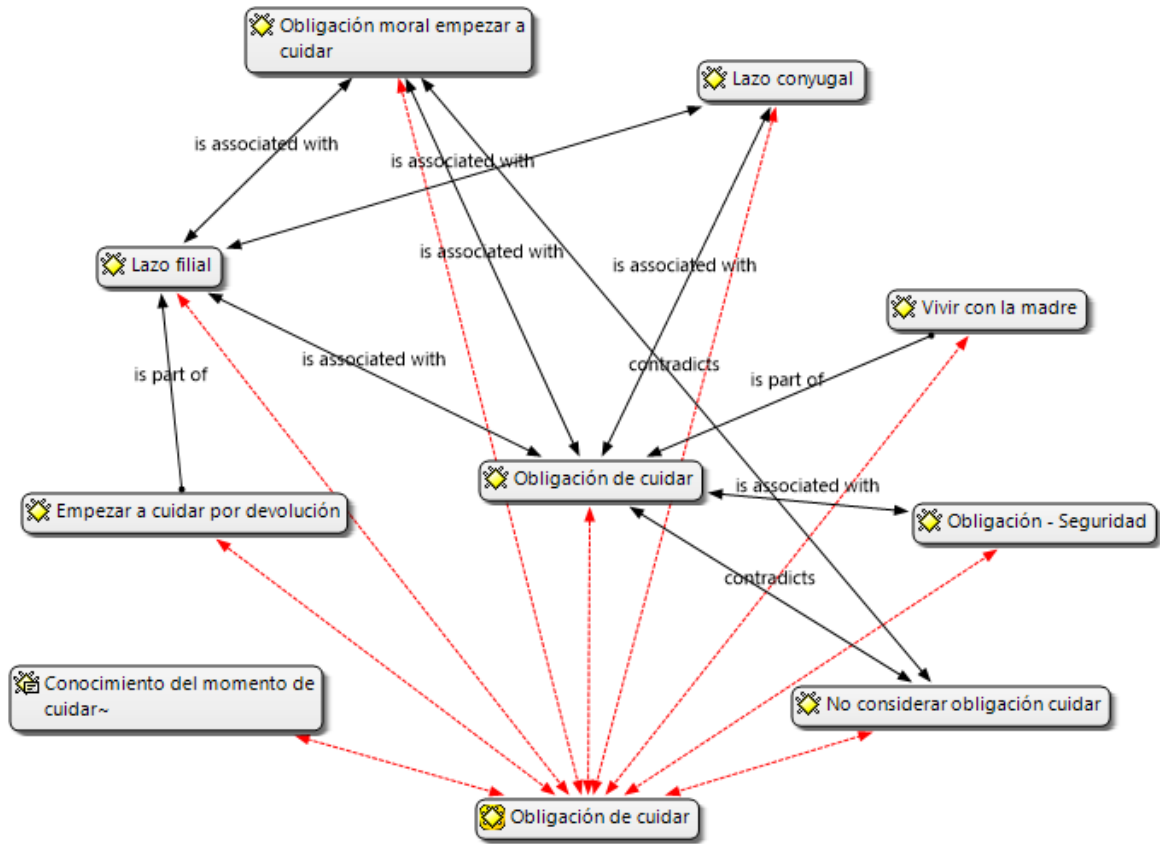 Obligación moral empezar a
cuidar
Lazo conyugal
is associated with
is associated with
Lazo filial
is associated with
is associated with
Vivir con la madre
is associated with
contradicts
is part of
is part of
Obligación de cuidar
is associated with
Empezar a cuidar por devolución
Obligación - Seguridad
contradicts
Conocimiento del momento de
cuidar~
No considerar obligación cuidar
Obligación de cuidar